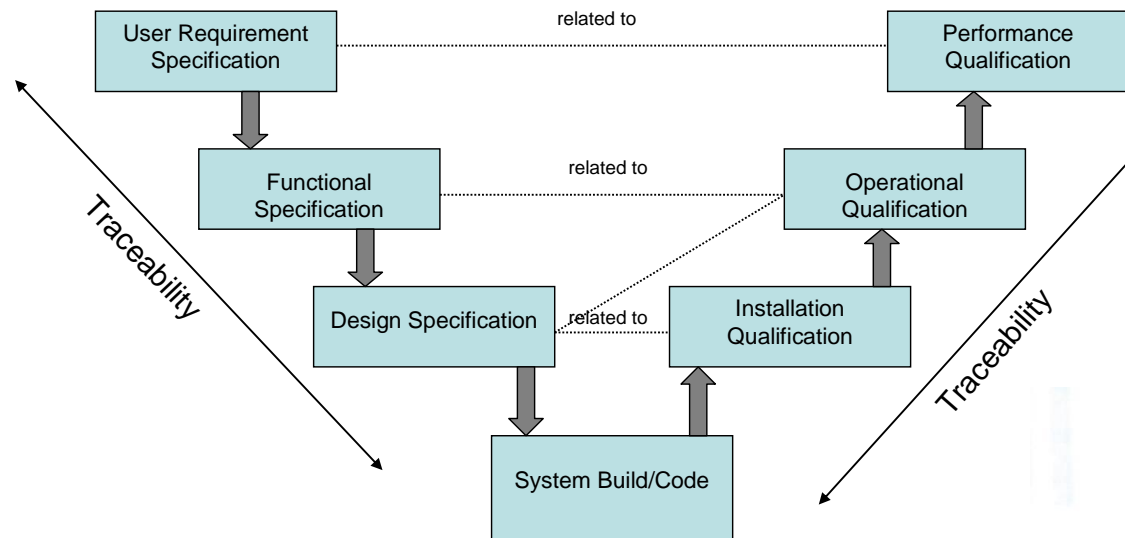 related to
User Requirement
Specification
Performance
Qualification
related to
Functional
Specification
Operational
Qualification
Traceability
Design Specification
related to
Installation
Qualification
Traceability
System Build/Code